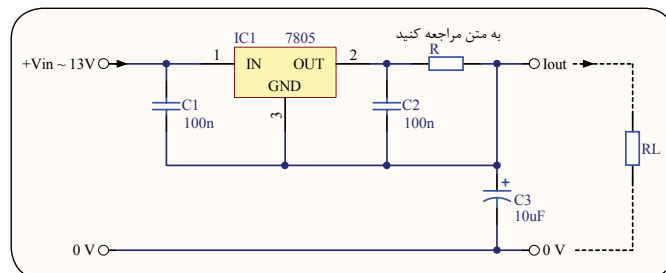 به متن مراجعه کنید
IC1 7805
R
+Vin ~ 13V
1
IN OUT
2
Iout
GND
C1
100n
3
C2
100n
RL
C3
10uF
+
0 V
0 V